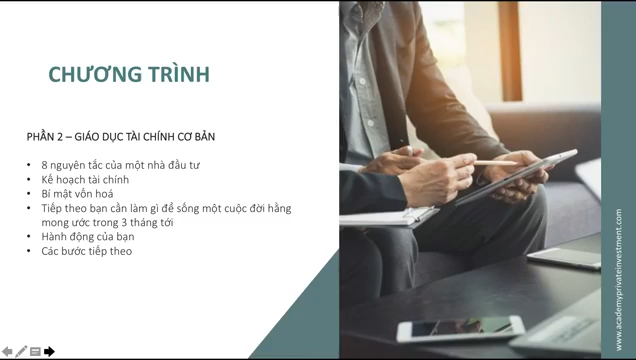 CHƯƠNG TRÌNH
PHẦN 2 – GIÁO DỤC TÀI CHÍNH CƠ BẢN
• 8 nguyên tắc của một nhà đầu tư
• Kế hoạch tài chính
• Bí mật vốn hoá
• Tiếp theo bạn cần làm gì để sống một cuộc đời hằng
mong ước trong 3 tháng tới
• Hành động của bạn
• Các bước tiếp theo
www.academyprivateinvestment.com